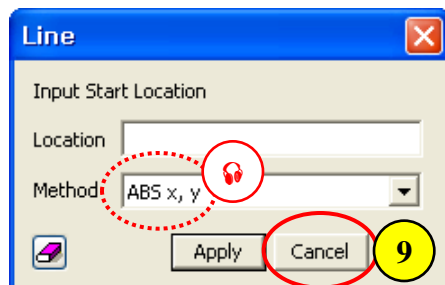 Line
Input Start Location
Location
Method ABS x, y
Apply Cancel 9